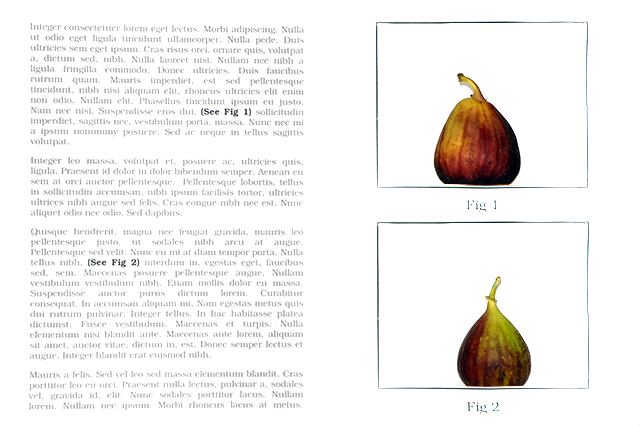 Integer consectetuer lorem eget lectus. Morbi adipiscing. Nulla
ut odio eget ligula tincidunt ullamcorper. Nulla pede. Duis
ultricies sem eget ipsum. Cras risus orci, ornare quis, volutpat
a, dictum sed, nibh. Nulla laoreet nisi. Nullam nec nibh a
ligula fringilla commodo. Donec ultricies. Duis faucibus
rutrum quam. Mauris imperdiet, est sed pellentesque
tincidunt, nibh nisi aliquam elit, rhoncus ultricies elit enim
non odio. Nullam elit. Phasellus tincidunt ipsum eu justo.
Nam nec nisi. Suspendisse eros dui, (See Fig 1) sollicitudin
imperdiet, sagittis nec, vestibulum porta, massa. Nunc nec mi
a ipsum nonummy posuere. Sed ac neque in tellus sagittis
volutpat.
Integer leo massa, volutpat et, posuere ac, ultricies quis,
ligula. Praesent id dolor in dolor bibendum semper. Aenean eu
sem at orci auctor pellentesque. Pellentesque lobortis, tellus
in sollicitudin accumsan, nibh ipsum facilisis tortor, ultricies
ultrices nibh augue sed felis. Cras congue nibh nec est. Nunc
aliquet odio nec odio. Sed dapibus.
Quisque hendrerit, magna nec feugiat gravida, mauris leo
pellentesque justo, ut sodales nibh arcu at augue.
Pellentesque sed velit. Nunc eu mi at diam tempor porta. Nulla
tellus nibh, (See Fig 2) interdum in, egestas eget, faucibus
sed, sem. Maecenas posuere pellentesque augue. Nullam
vestibulum vestibulum nibh. Etiam mollis dolor eu massa.
Suspendisse auctor purus dictum lorem. Curabitur
consequat. In accumsan aliquam mi. Nam egestas metus quis
dui rutrum pulvinar. Integer tellus. In hac habitasse platea
dictumst. Fusce vestibulum. Maecenas et turpis. Nulla
elementum nisi blandit ante. Maecenas ante lorem, aliquam
sit amet, auctor vitae, dictum in, est. Donec semper lectus et
augue. Integer blandit erat euismod nibh.
Mauris a felis. Sed vel leo sed massa elementum blandit. Cras
porttitor leo eu orci. Praesent nulla lectus, pulvinar a, sodales
vel, gravida id, elit. Nunc sodales porttitor lacus. Nullam
lorem. Nullam nec ipsum. Morbi rhoncus lacus at metus.
Fig 1
Fig 2